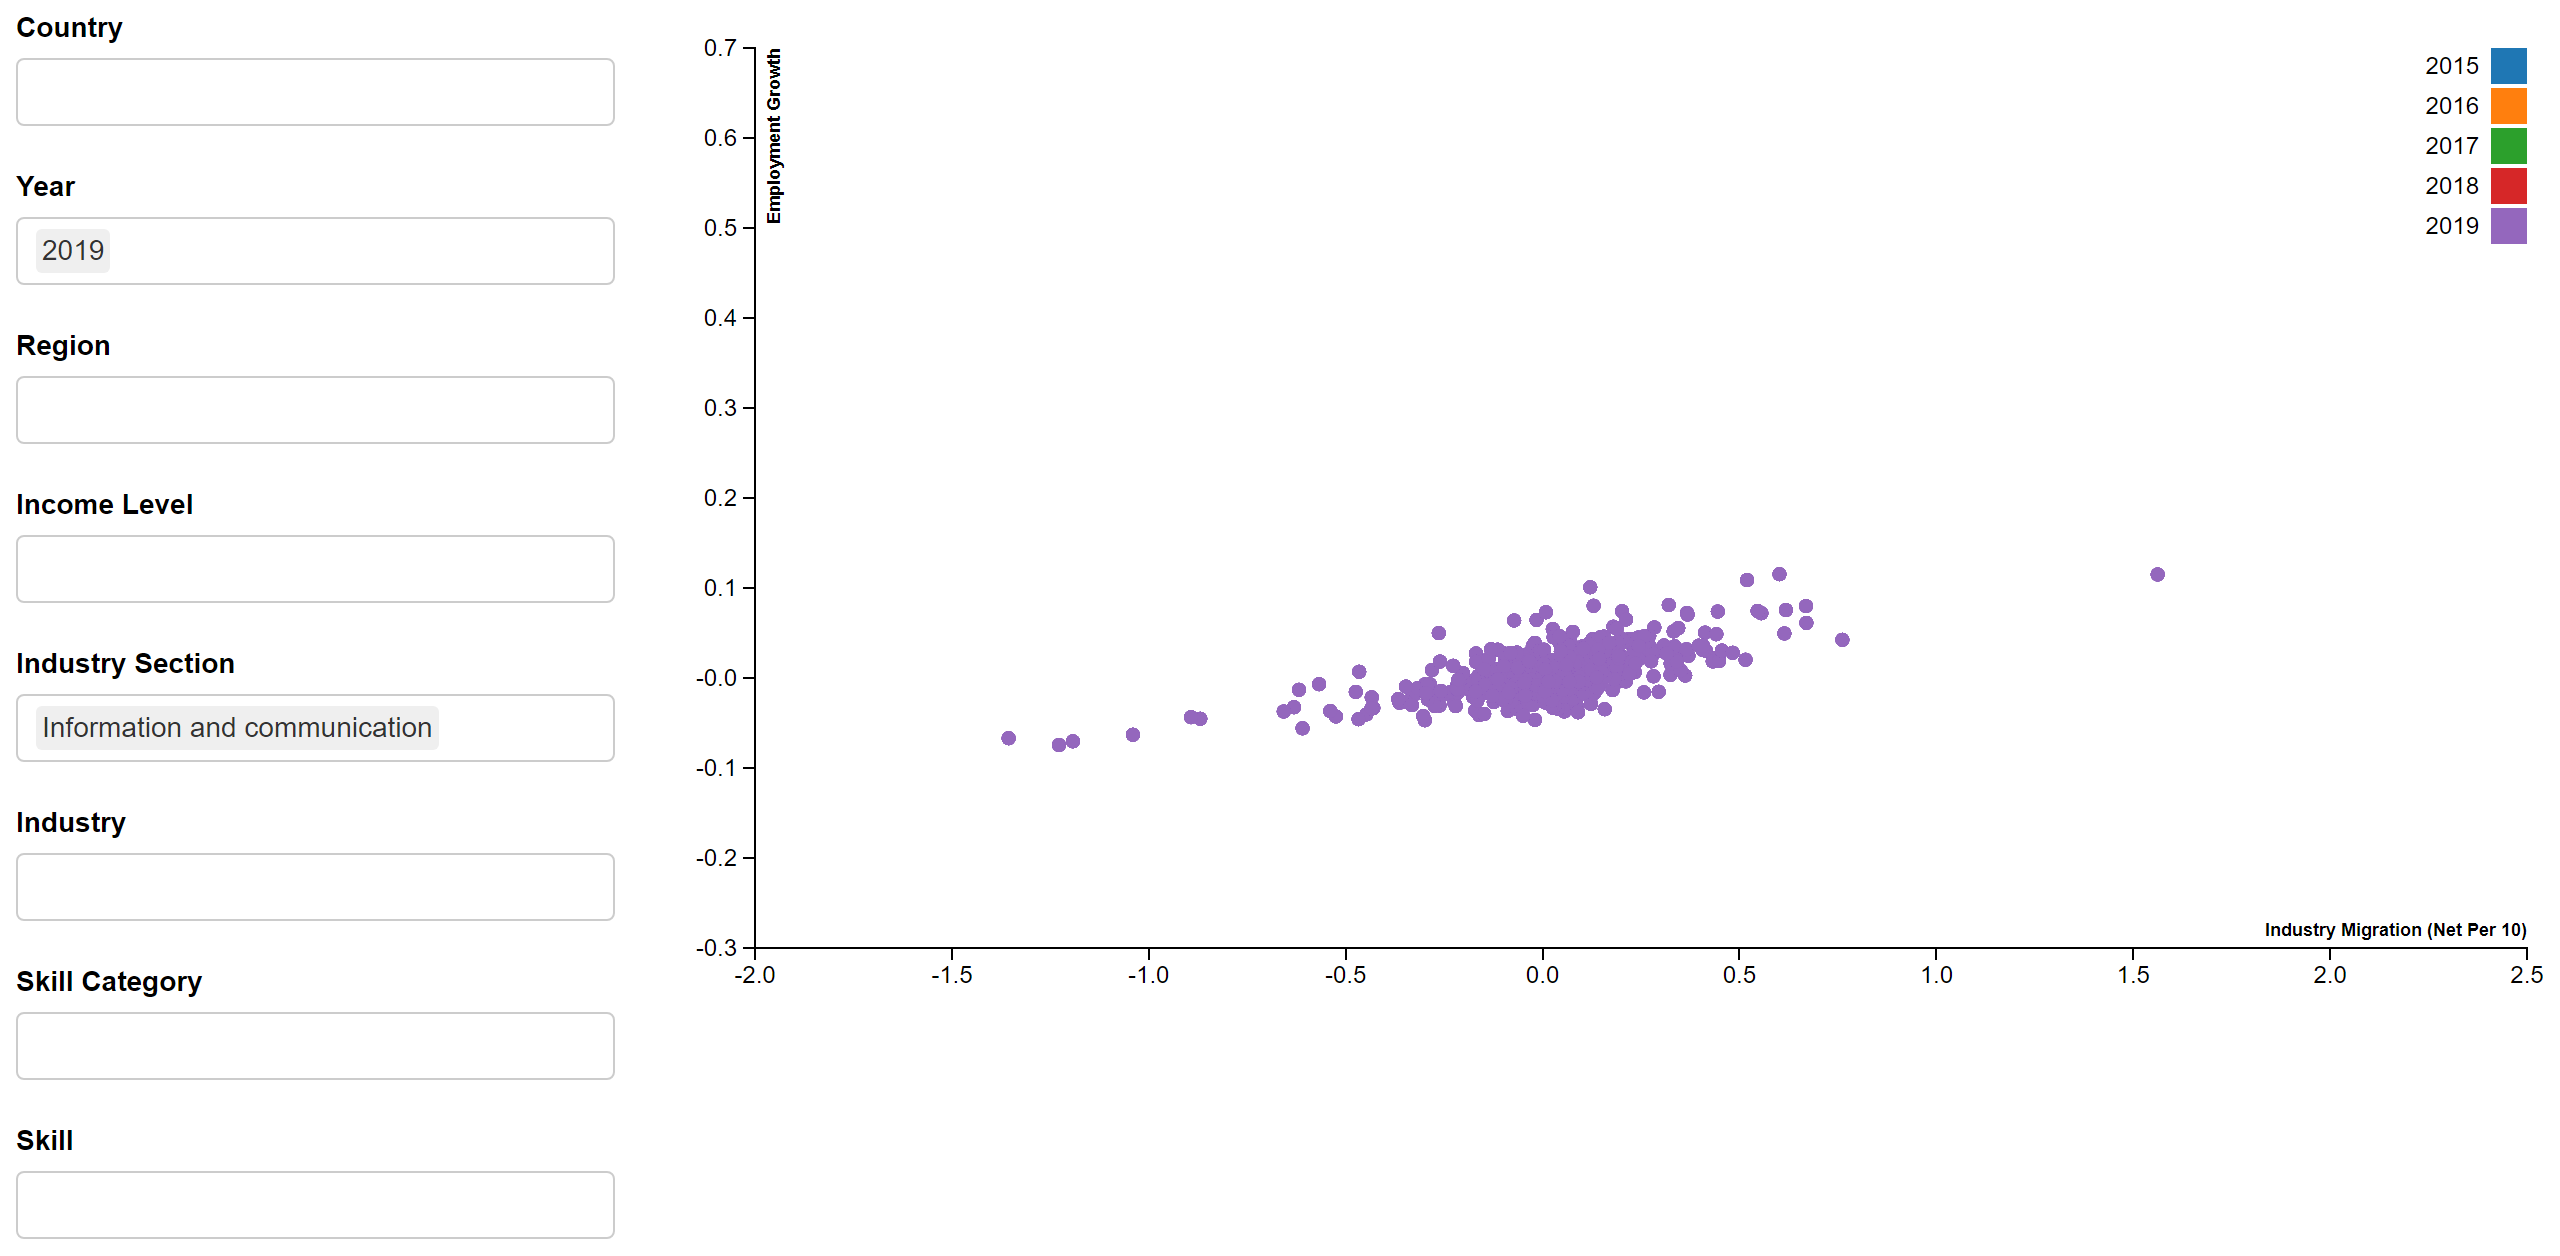 Country
Year
2019
Region
Income Level
Industry Section
Information and communication
Industry
Skill Category
Skill
0.7
0.6
0.5
0.4
0.3
0.2
0.1
-0.0
-0.1
-0.2
-0.3
Employment Growth
2015
2016
2017
2018
2019
Industry Migration (Net Per 10)
-2.0 -1.5 -1.0 -0.5 0.0 0.5 1.0 1.5 2.0 2.5